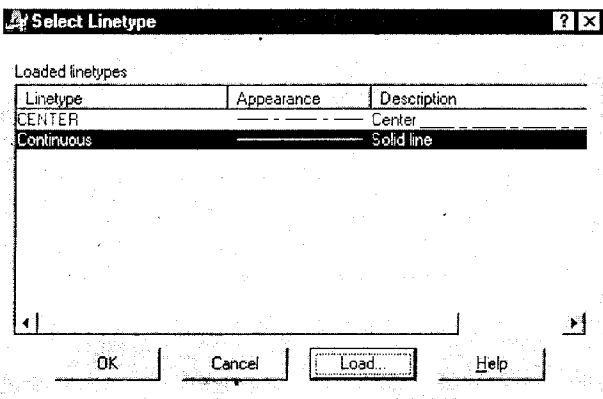 Select Linetype
Loaded linetypes
Linetype Appearance Description
CENTER Center
Continuous Solid line
OK Cancel Load... Help